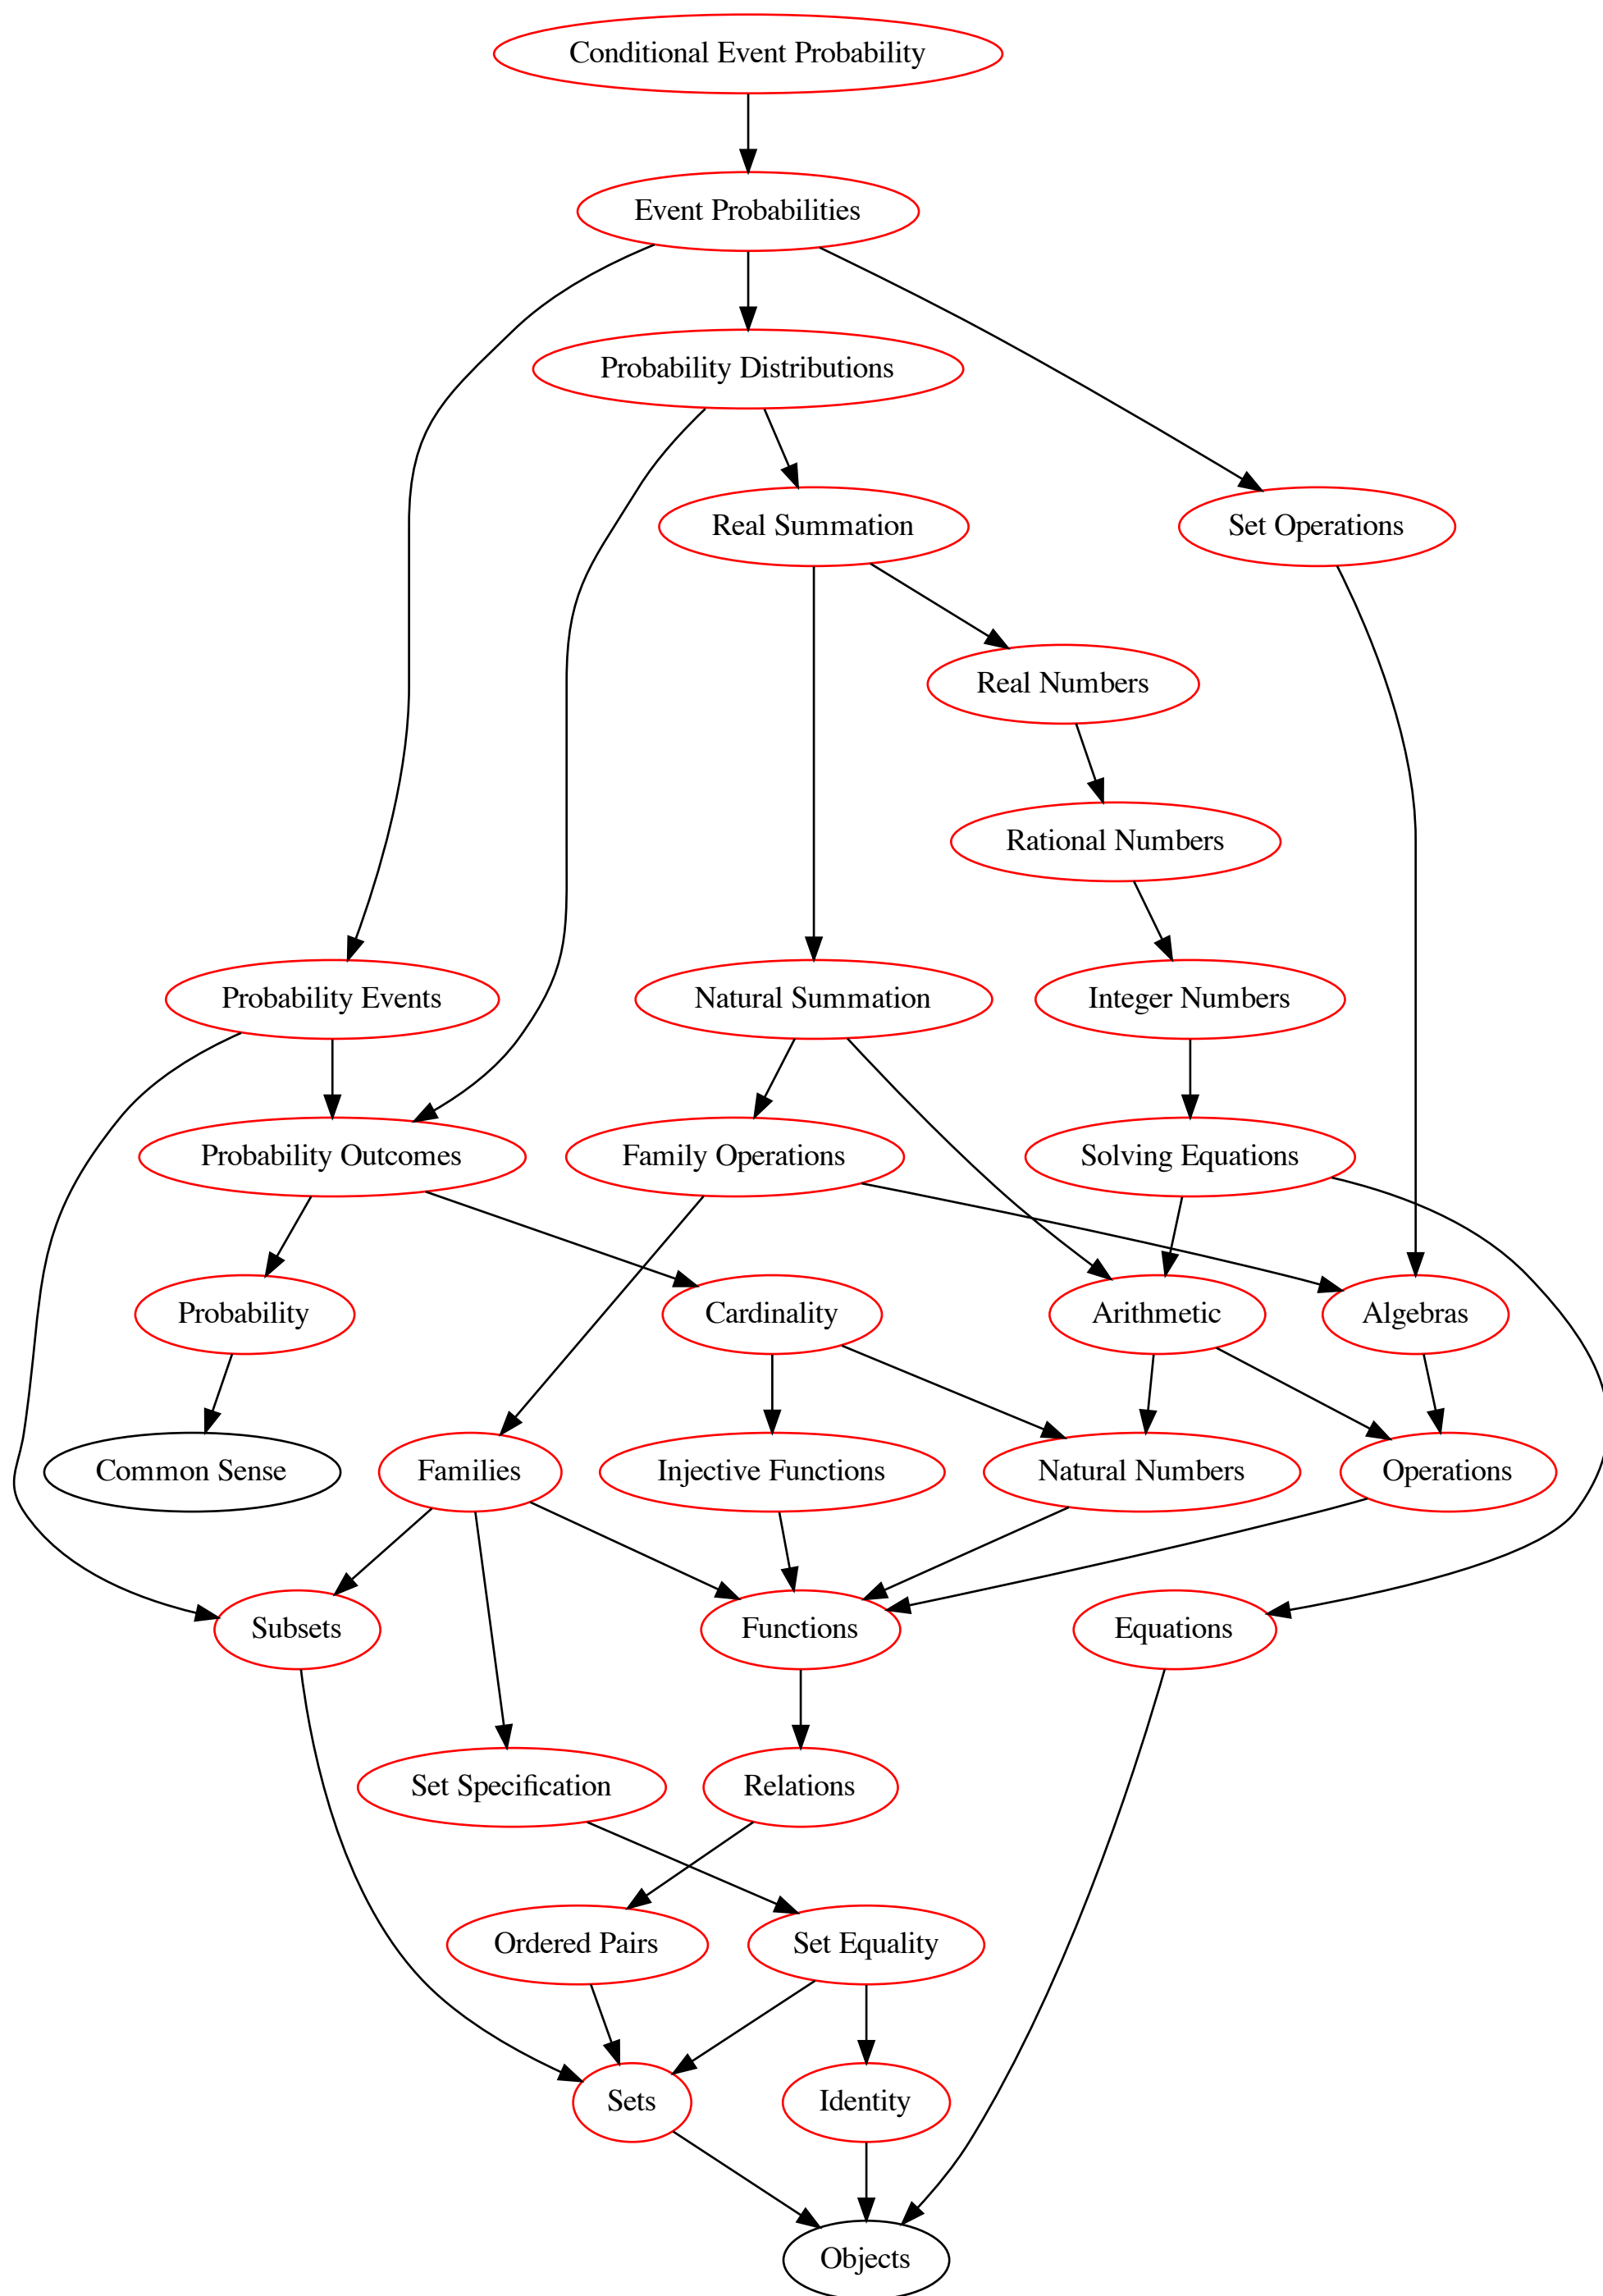 Conditional Event Probability
Event Probabilities
Probability Distributions
Real Summation
Set Operations
Real Numbers
Rational Numbers
Probability Events
Natural Summation
Integer Numbers
Probability Outcomes
Family Operations
Solving Equations
Probability
Cardinality
Arithmetic
Algebras
Common Sense
Families
Injective Functions
Natural Numbers
Operations
Subsets
Functions
Equations
Set Specification
Relations
Ordered Pairs
Set Equality
Sets
Identity
Objects